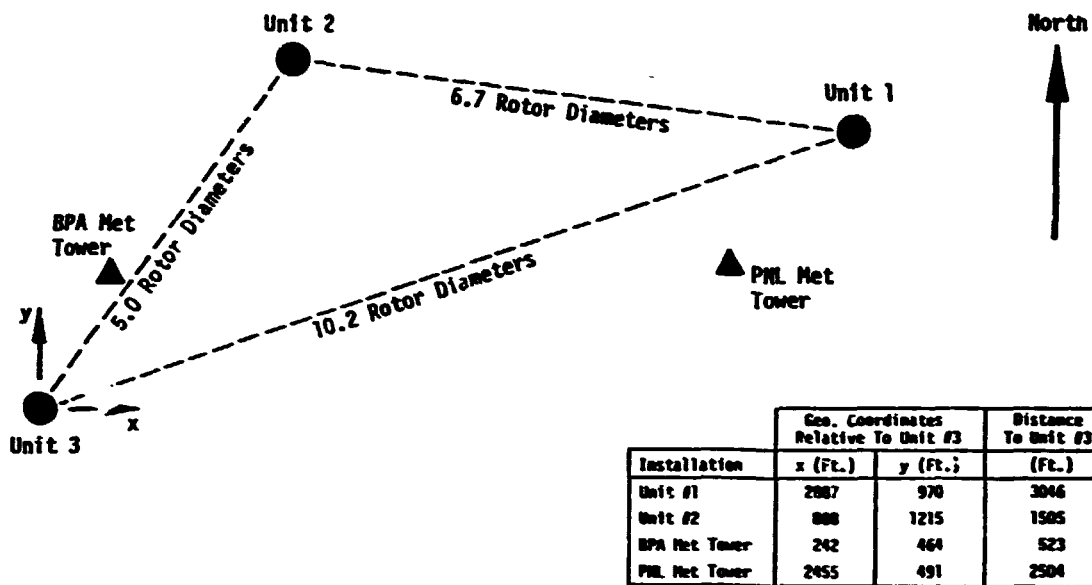 Unit 2
North
Unit 1
6.7 Rotor Diameters
BPA Met
Tower
5.0 Rotor Diameters
PNL Met
Tower
10.2 Rotor Diameters
y
x
Unit 3
Geo. Coordinates
Relative To Unit #3
Distance
To Unit #3
Installation x (Ft.) y (Ft.) (Ft.)
Unit #1 2887 970 3046
Unit #2 888 1215 1505
BPA Met Tower 242 464 523
PNL Met Tower 2455 491 2504